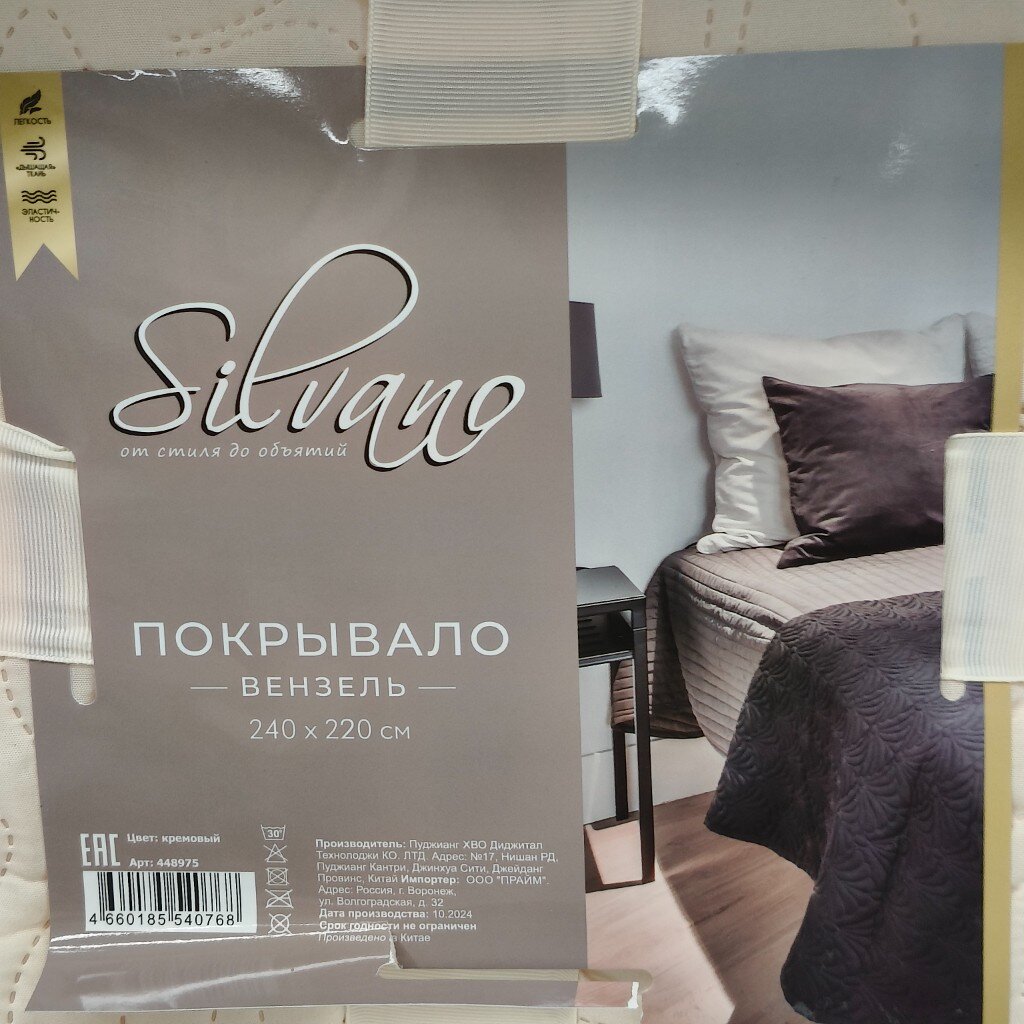 ЛЕГКОСТЬ
«ДЫШАЩАЯ»
ТКАНЬ
ЭЛАСТИЧ-
НОСТЬ
Silvano
от стиля до объятий
ПОКРЫВАЛО
— ВЕНЗЕЛЬ —
240 х 220 см
EAC
Цвет: кремовый
Арт: 448975
4 660185 540768
30°
Производитель: Пуджианг ХВО Диджитал
Технолоджи КО. ЛТД. Адрес: №17, Нишан РД,
Пуджианг Кантри, Джинхуа Сити, Джейданг
Провинс, Китай Импортер: ООО "ПРАЙМ".
Адрес: Россия, г. Воронеж,
ул. Волгоградская, д. 32
Дата производства: 10.2024
Срок годности не ограничен
Произведено в Китае